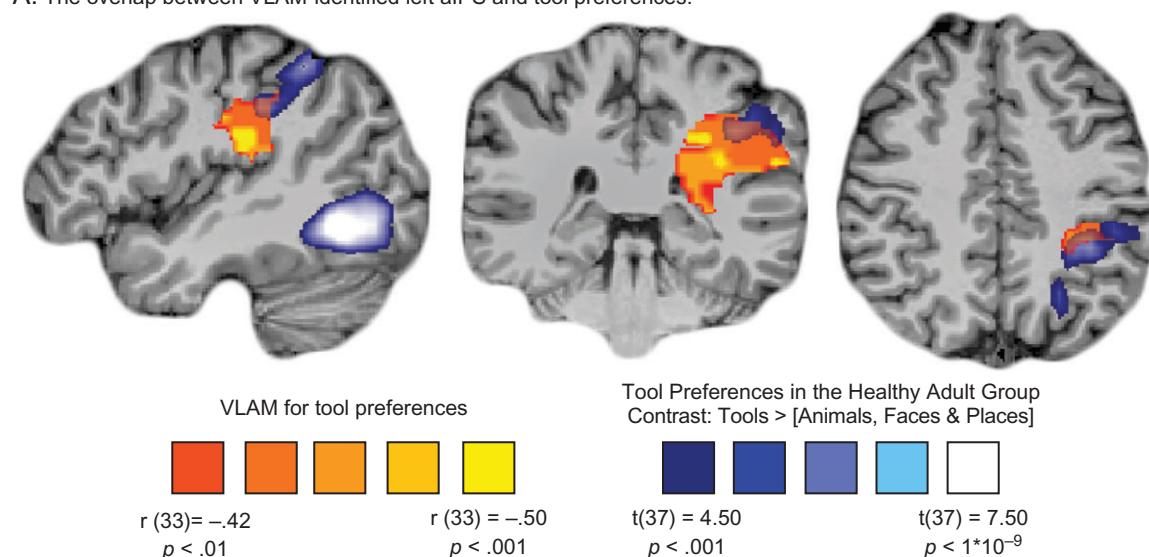 A. The overlap between VLAM-identified left aIPS and tool preferences.
VLAM for tool preferences
r (33)= –.42
r (33) = –.50
p < .01
p < .001
Tool Preferences in the Healthy Adult Group
Contrast: Tools > [Animals, Faces & Places]
t(37) = 4.50
t(37) = 7.50
p < .001
p < 1*10⁻⁹